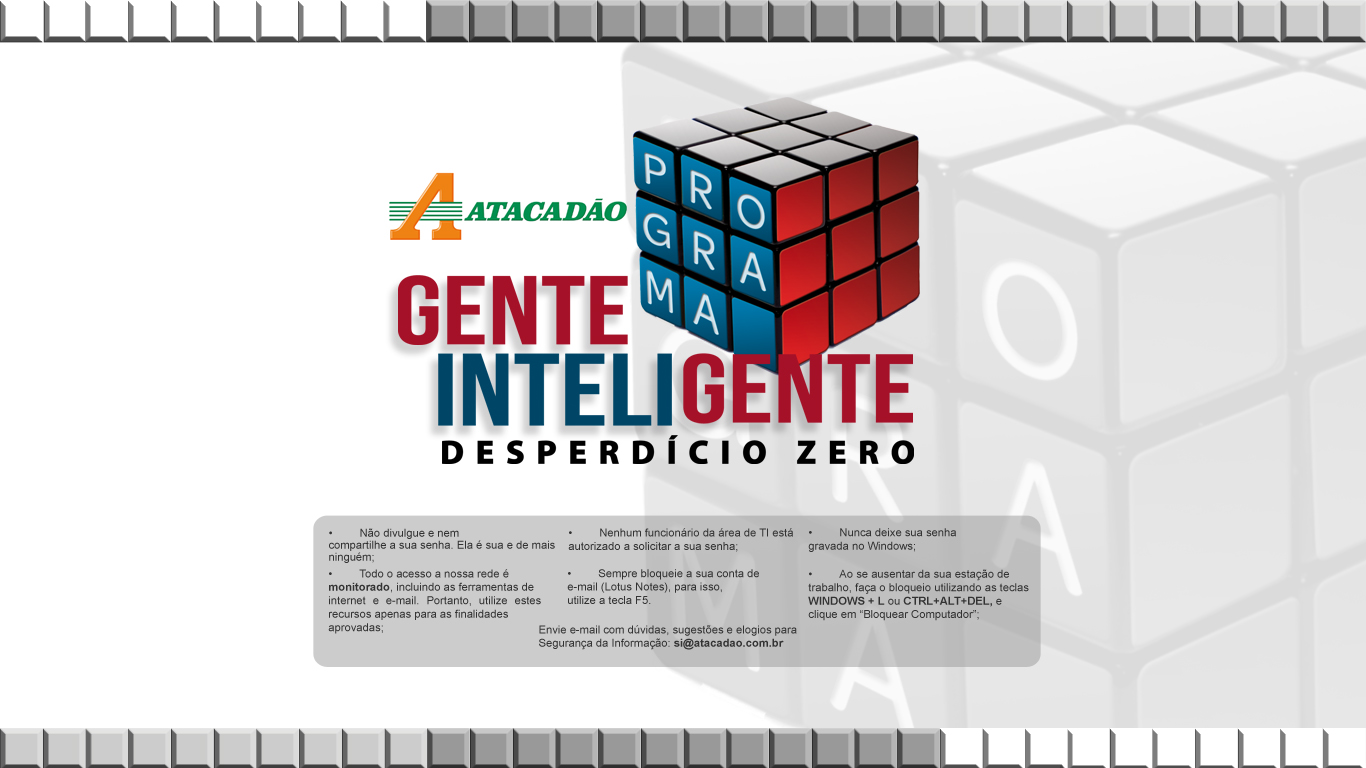 A ATACADÃO
P R O
G R A
M A
GENTE
INTELIGENTE
DESPERDÍCIO ZERO
• Não divulgue e nem
compartilhe a sua senha. Ela é sua e de mais
ninguém;
• Todo o acesso a nossa rede é
monitorado, incluindo as ferramentas de
internet e e-mail. Portanto, utilize estes
recursos apenas para as finalidades
aprovadas;
• Nenhum funcionário da área de TI está
autorizado a solicitar a sua senha;
• Sempre bloqueie a sua conta de
e-mail (Lotus Notes), para isso,
utilize a tecla F5.
Envie e-mail com dúvidas, sugestões e elogios para
Segurança da Informação: si@atacadao.com.br
• Nunca deixe sua senha
gravada no Windows;
• Ao se ausentar da sua estação de
trabalho, faça o bloqueio utilizando as teclas
WINDOWS + L ou CTRL+ALT+DEL, e
clique em “Bloquear Computador”;
O
G R A
M A